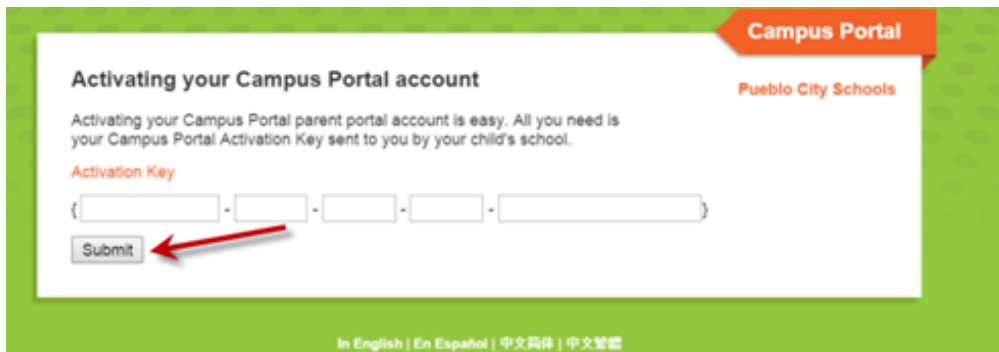 Campus Portal
Pueblo City Schools
Activating your Campus Portal account
Activating your Campus Portal parent portal account is easy. All you need is
your Campus Portal Activation Key sent to you by your child's school.
Activation Key
{ - - - - }
Submit
In English | En Español | 中文简体 | 中文繁體